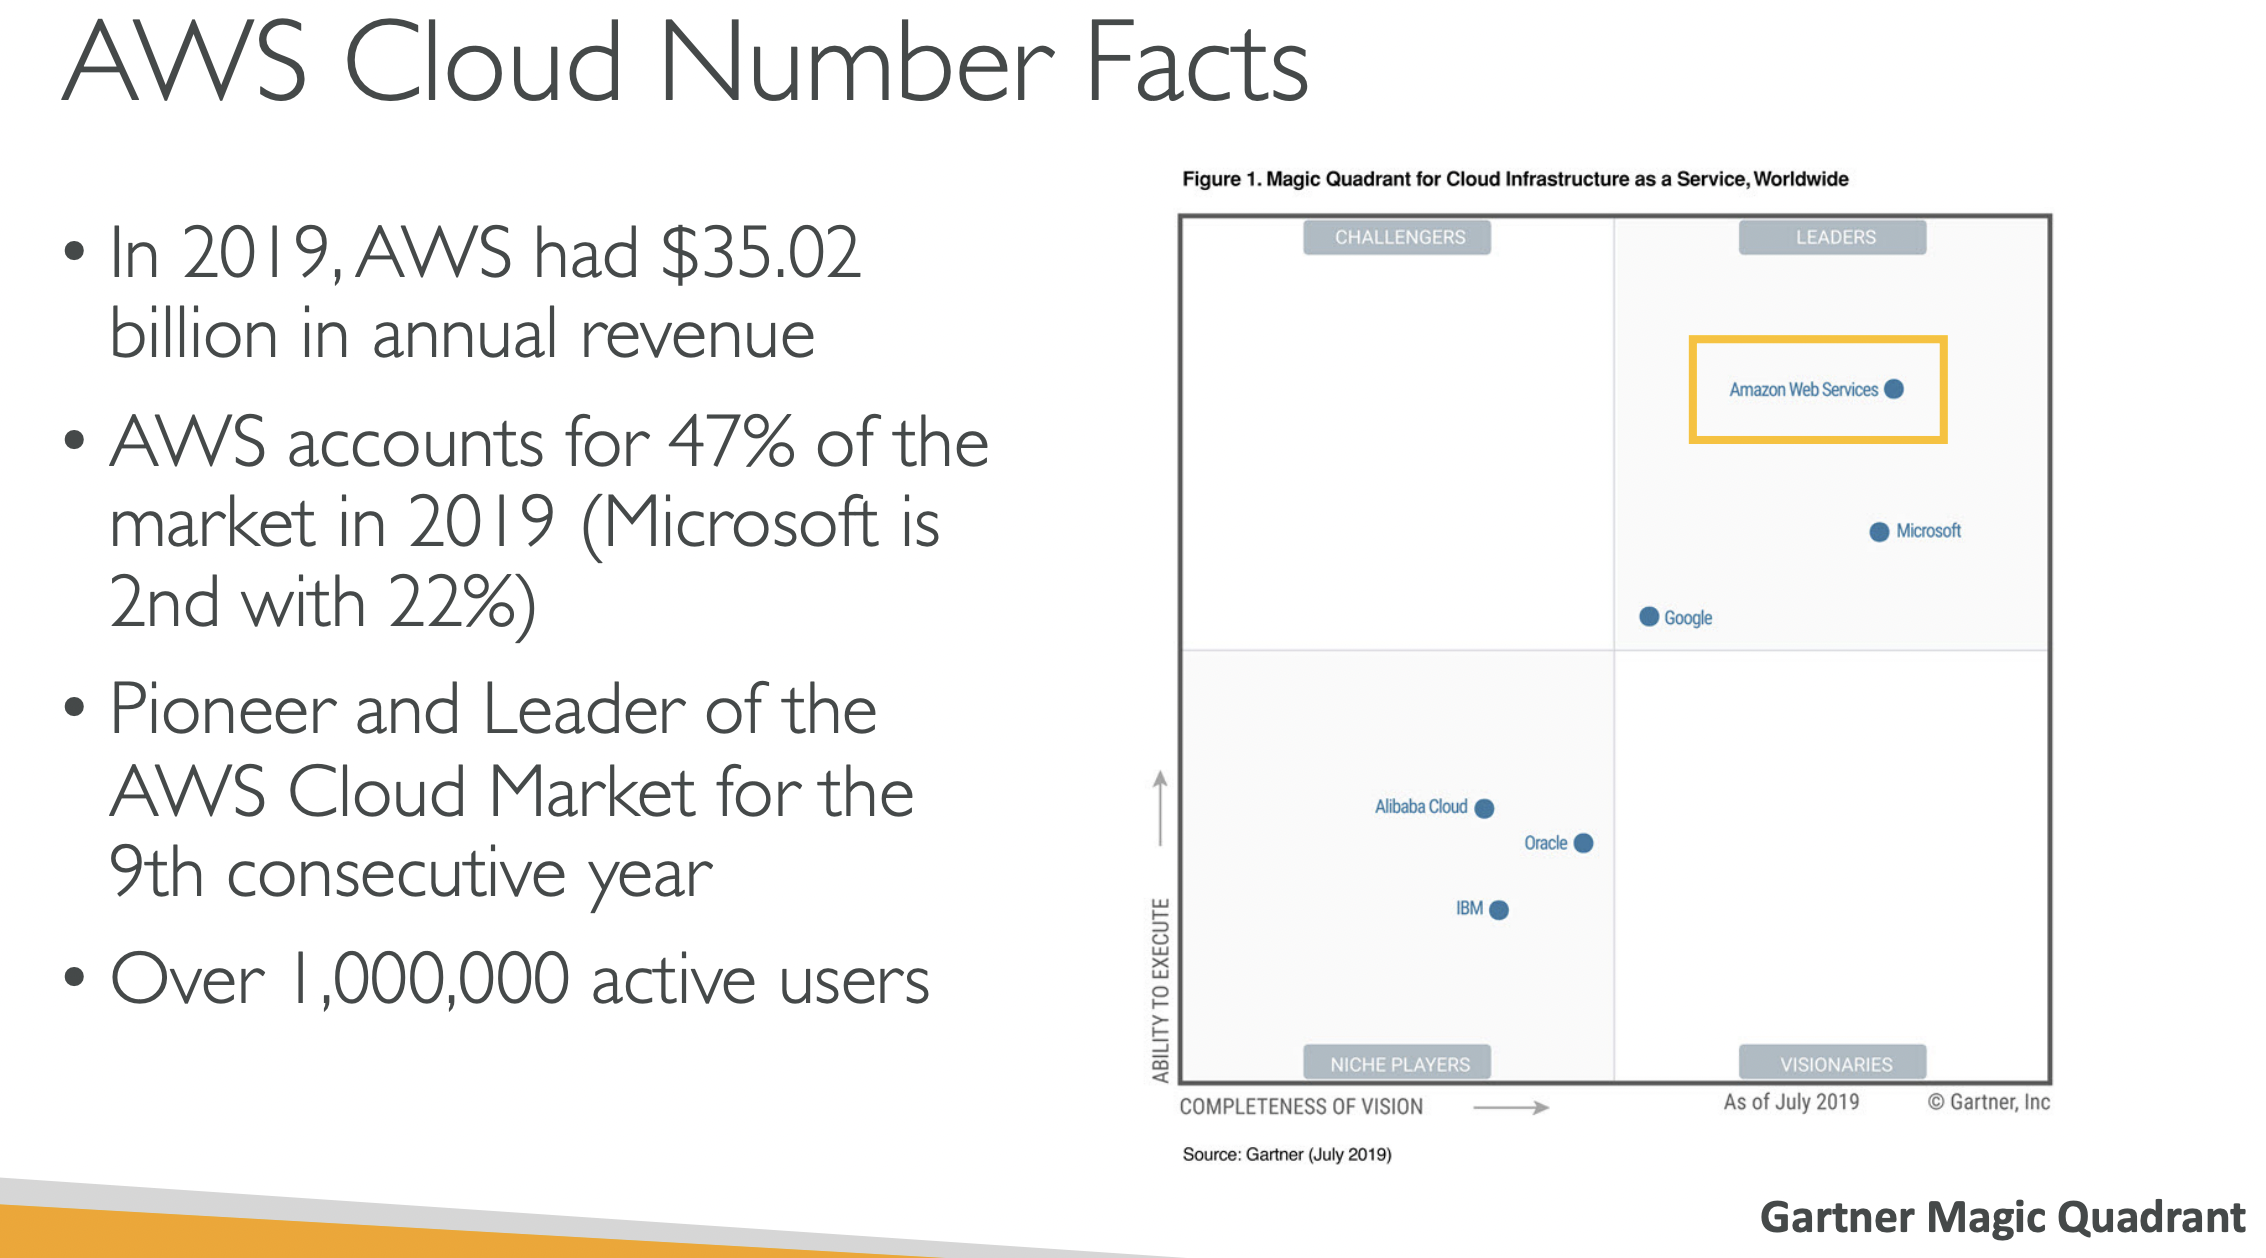 AWS Cloud Number Facts
• In 2019, AWS had $35.02
billion in annual revenue
• AWS accounts for 47% of the
market in 2019 (Microsoft is
2nd with 22%)
• Pioneer and Leader of the
AWS Cloud Market for the
9th consecutive year
• Over 1,000,000 active users
Figure 1. Magic Quadrant for Cloud Infrastructure as a Service, Worldwide
CHALLENGERS
LEADERS
Amazon Web Services
Microsoft
Google
Alibaba Cloud
Oracle
IBM
ABILITY TO EXECUTE
NICHE PLAYERS
VISIONARIES
COMPLETENESS OF VISION
As of July 2019
© Gartner, Inc
Source: Gartner (July 2019)
Gartner Magic Quadrant